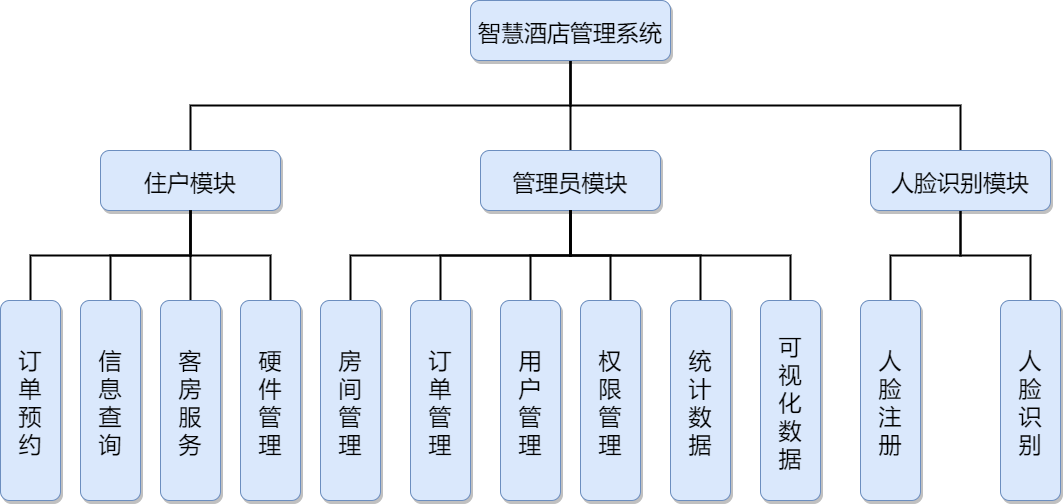 智慧酒店管理系统
住户模块
管理员模块
人脸识别模块
订单预约
信息查询
客房服务
硬件管理
房间管理
订单管理
用户管理
权限管理
统计数据
可视化数据
人脸注册
人脸识别